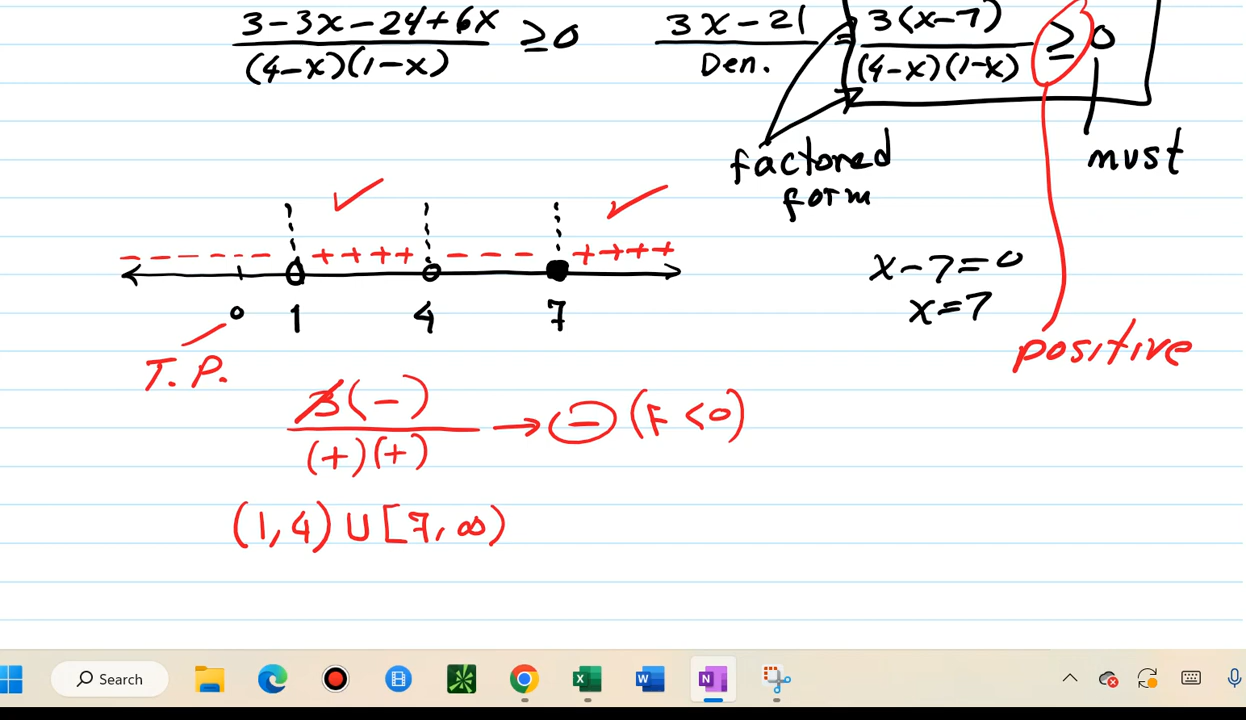 3-3x-24+6x
(4-x)(1-x)
≥0
3x-21
Den.
=
3(x-7)
(4-x)(1-x)
≥ 0
factored
form
must
- - - - - - + + + + - - - - + + + +
0 1 4 7
T.P.
x-7=0
x=7
positive
3(-)
(+)(+)
→ - (F<0)
(1,4) U [7,∞)
Search